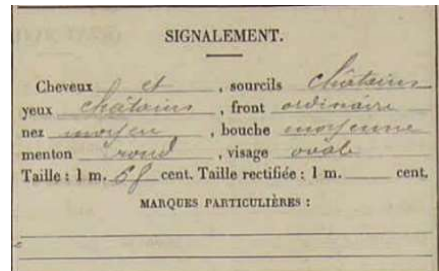 SIGNALEMENT.
Cheveux et , sourcils châtains
yeux châtains , front ordinaire
nez moyen , bouche moyenne
menton rond , visage ovale
Taille : 1 m. cent. Taille rectifiée : 1 m. cent.
MARQUES PARTICULIÈRES :